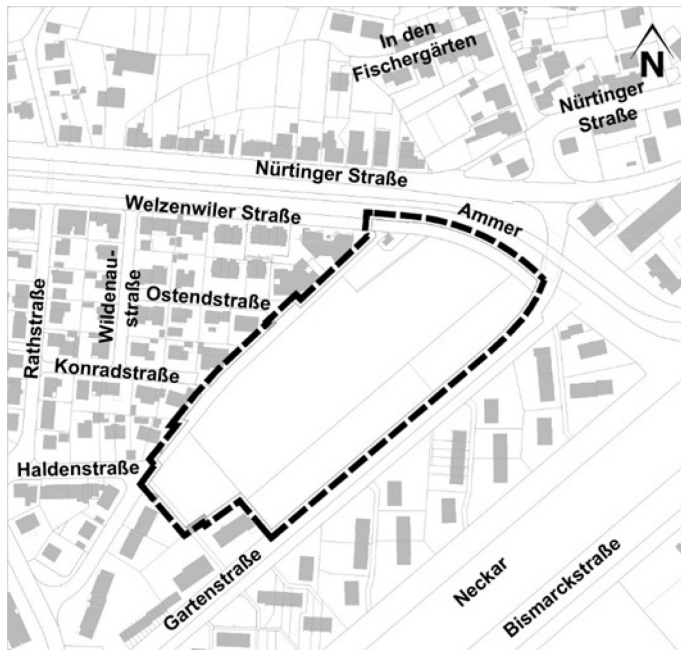 In den
Fischergärten
N
Nürtinger
Straße
Nürtinger Straße
Welzenwiler Straße
Ammer
Rathstraße
Wildenau-
straße
Ostendstraße
Konradstraße
Haldenstraße
Gartenstraße
Neckar
Bismarckstraße